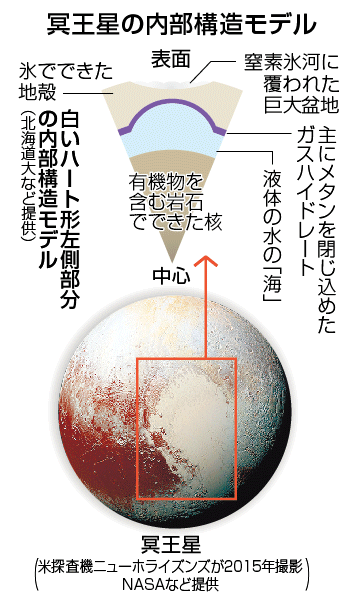 冥王星の内部構造モデル
表面
窒素氷河に
覆われた
巨大盆地
氷でできた
地殻
主にメタンを閉じ込めた
ガスハイドレート
液体の水の「海」
有機物を
含む岩石
でできた核
白いハート形左側部分
の内部構造モデル
(北海道大など提供)
中心
冥王星
(米探査機ニューホライズンズが2015年撮影
NASAなど提供)